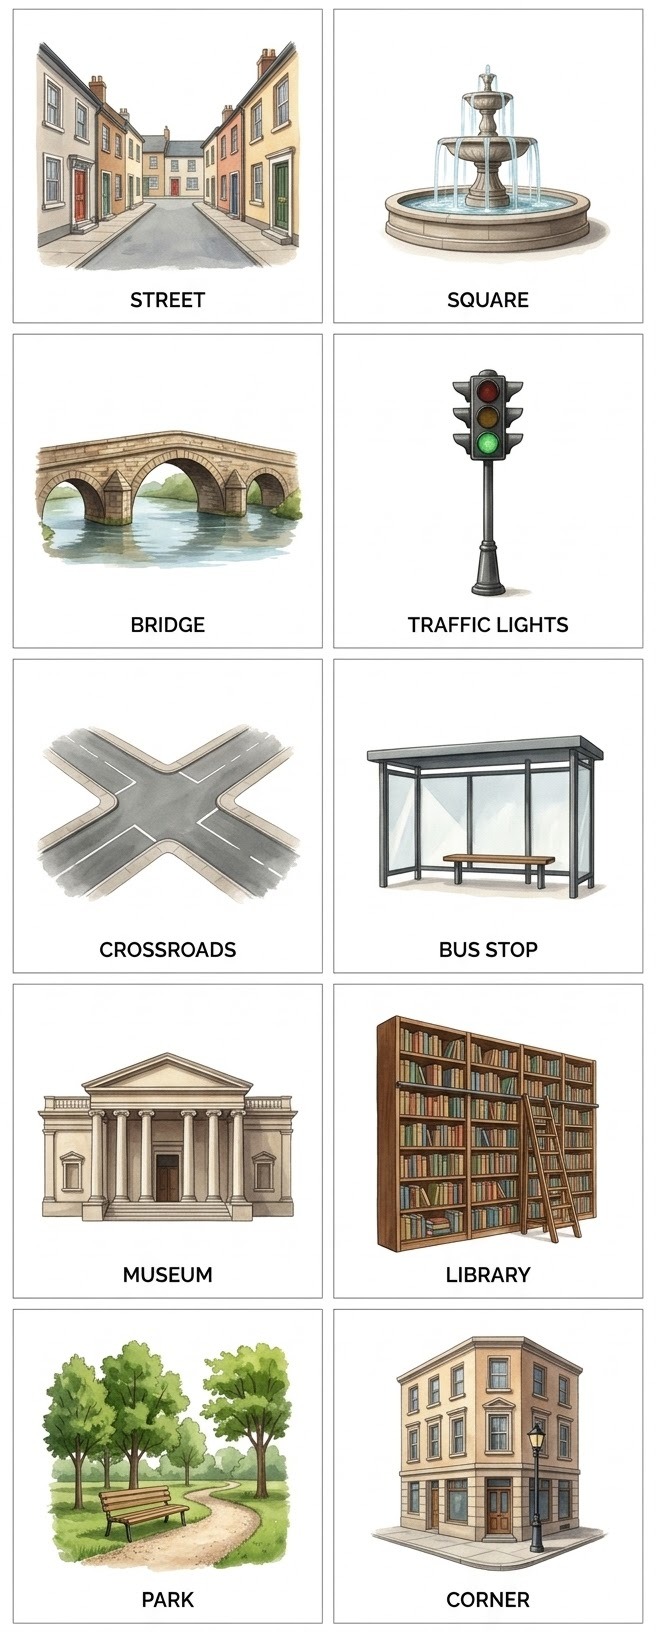 STREET
SQUARE
BRIDGE
TRAFFIC LIGHTS
CROSSROADS
BUS STOP
MUSEUM
LIBRARY
PARK
CORNER